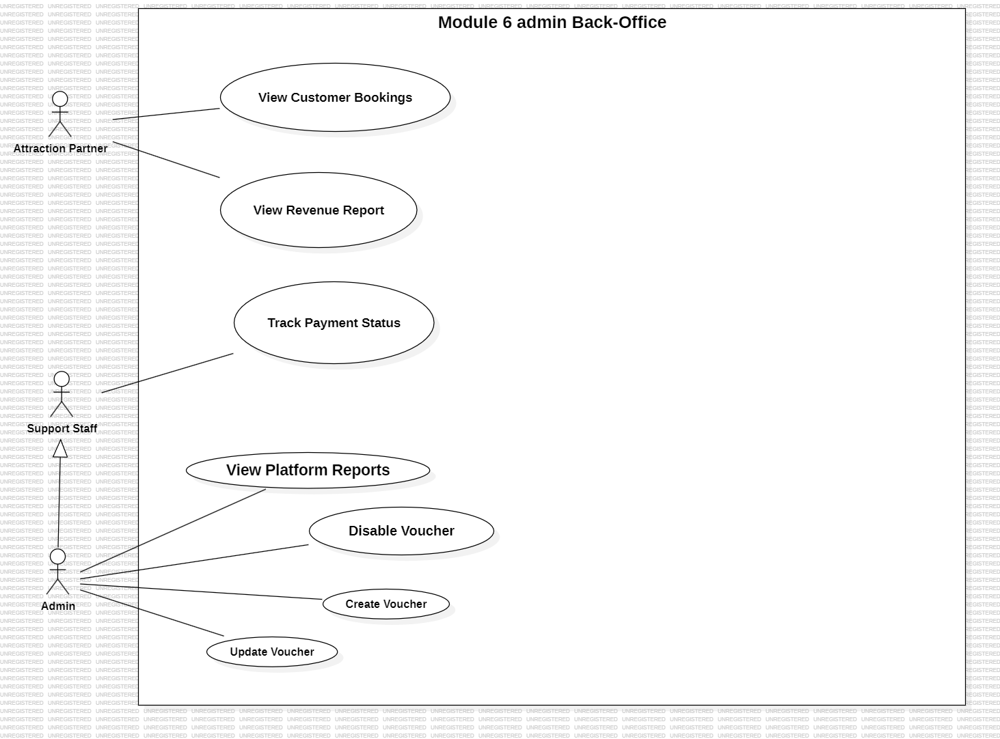 Module 6 admin Back-Office
View Customer Bookings
Attraction Partner
View Revenue Report
Track Payment Status
Support Staff
View Platform Reports
Disable Voucher
Admin
Create Voucher
Update Voucher
UNREGISTERED